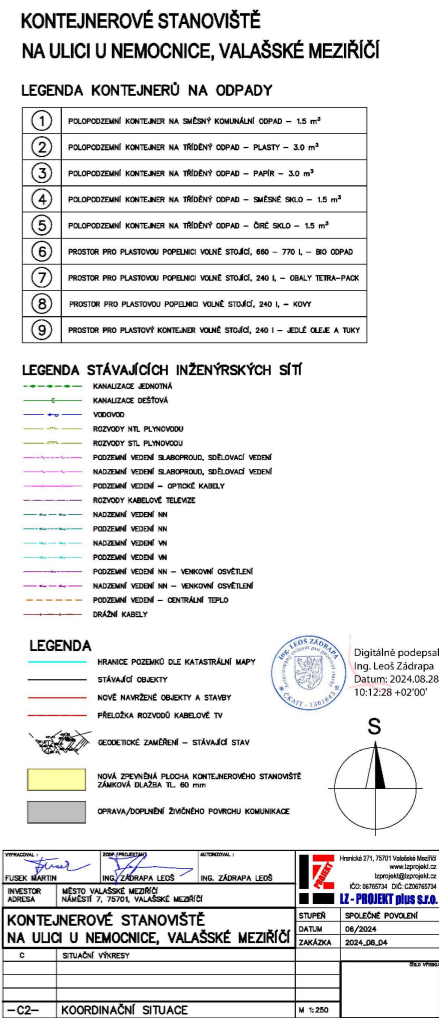 KONTEJNEROVÉ STANOVIŠTĚ
NA ULICI U NEMOCNICE, VALAŠSKÉ MEZIŘÍČÍ
LEGENDA KONTEJNERŮ NA ODPADY
1 POLOPODZEMNÍ KONTEJNER NA SMĚSNÝ KOMUNÁLNÍ ODPAD – 1.5 m³
2 POLOPODZEMNÍ KONTEJNER NA TŘÍDĚNÝ ODPAD – PLASTY – 3.0 m³
3 POLOPODZEMNÍ KONTEJNER NA TŘÍDĚNÝ ODPAD – PAPÍR – 3.0 m³
4 POLOPODZEMNÍ KONTEJNER NA TŘÍDĚNÝ ODPAD – SMĚSNÉ SKLO – 1.5 m³
5 POLOPODZEMNÍ KONTEJNER NA TŘÍDĚNÝ ODPAD – ČIRÉ SKLO – 1.5 m³
6 PROSTOR PRO PLASTOVOU POPELNICI VOLNĚ STOJÍCÍ, 660 – 770 l, – BIO ODPAD
7 PROSTOR PRO PLASTOVOU POPELNICI VOLNĚ STOJÍCÍ, 240 l, – OBALY TETRA-PACK
8 PROSTOR PRO PLASTOVOU POPELNICI VOLNĚ STOJÍCÍ, 240 l, – KOVY
9 PROSTOR PRO PLASTOVÝ KONTEJNER VOLNĚ STOJÍCÍ, 240 l – JEDLÉ OLEJE A TUKY
LEGENDA STÁVAJÍCÍCH INŽENÝRSKÝCH SÍTÍ
KANALIZACE JEDNOTNÁ
KANALIZACE DEŠŤOVÁ
VODOVOD
ROZVODY NTL PLYNOVODU
ROZVODY STL PLYNOVODU
PODZEMNÍ VEDENÍ SLABOPROUD, SDĚLOVACÍ VEDENÍ
NADZEMNÍ VEDENÍ SLABOPROUD, SDĚLOVACÍ VEDENÍ
PODZEMNÍ VEDENÍ – OPTICKÉ KABELY
ROZVODY KABELOVÉ TELEVIZE
NADZEMNÍ VEDENÍ NN
PODZEMNÍ VEDENÍ NN
NADZEMNÍ VEDENÍ VN
PODZEMNÍ VEDENÍ VN
PODZEMNÍ VEDENÍ NN – VENKOVNÍ OSVĚTLENÍ
NADZEMNÍ VEDENÍ NN – VENKOVNÍ OSVĚTLENÍ
PODZEMNÍ VEDENÍ – CENTRÁLNÍ TEPLO
DRÁŽNÍ KABELY
LEGENDA
HRANICE POZEMKŮ DLE KATASTRÁLNÍ MAPY
STÁVAJÍCÍ OBJEKTY
NOVĚ NAVRŽENÉ OBJEKTY A STAVBY
PŘELOŽKA ROZVODŮ KABELOVÉ TV
GEODETICKÉ ZAMĚŘENÍ – STÁVAJÍCÍ STAV
NOVÁ ZPEVNĚNÁ PLOCHA KONTEJNEROVÉHO STANOVIŠTĚ
ZÁMKOVÁ DLAŽBA TL. 60 mm
OPRAVA/DOPLNĚNÍ ŽIVIČNÉHO POVRCHU KOMUNIKACE
Ing. LEOŠ ZÁDRAPA
Digitálně podepsal
Ing. Leoš Zádrapa
Datum: 2024.08.28
10:12:28 +02'00'
S
VYPRACOVAL : ZODP. PROJEKTANT AUTORIZOVAL :
FUSEK MARTIN ING. ZÁDRAPA LEOŠ ING. ZÁDRAPA LEOŠ
INVESTOR MĚSTO VALAŠSKÉ MEZIŘÍČÍ
ADRESA NÁMĚSTÍ 7, 75701, VALAŠSKÉ MEZIŘÍČÍ
PROJEKT
Hranická 271, 75701 Valašské Meziříčí
www.lzprojekt.cz
lzprojekt@lzprojekt.cz
IČO: 06765734 DIČ: CZ06765734
LZ - PROJEKT plus s.r.o.
KONTEJNEROVÉ STANOVIŠTĚ
NA ULICI U NEMOCNICE, VALAŠSKÉ MEZIŘÍČÍ
STUPEŇ SPOLEČNÉ POVOLENÍ
DATUM 06/2024
ZAKÁZKA 2024_08_04
C SITUAČNÍ VÝKRESY
–C2– KOORDINAČNÍ SITUACE
M 1:250